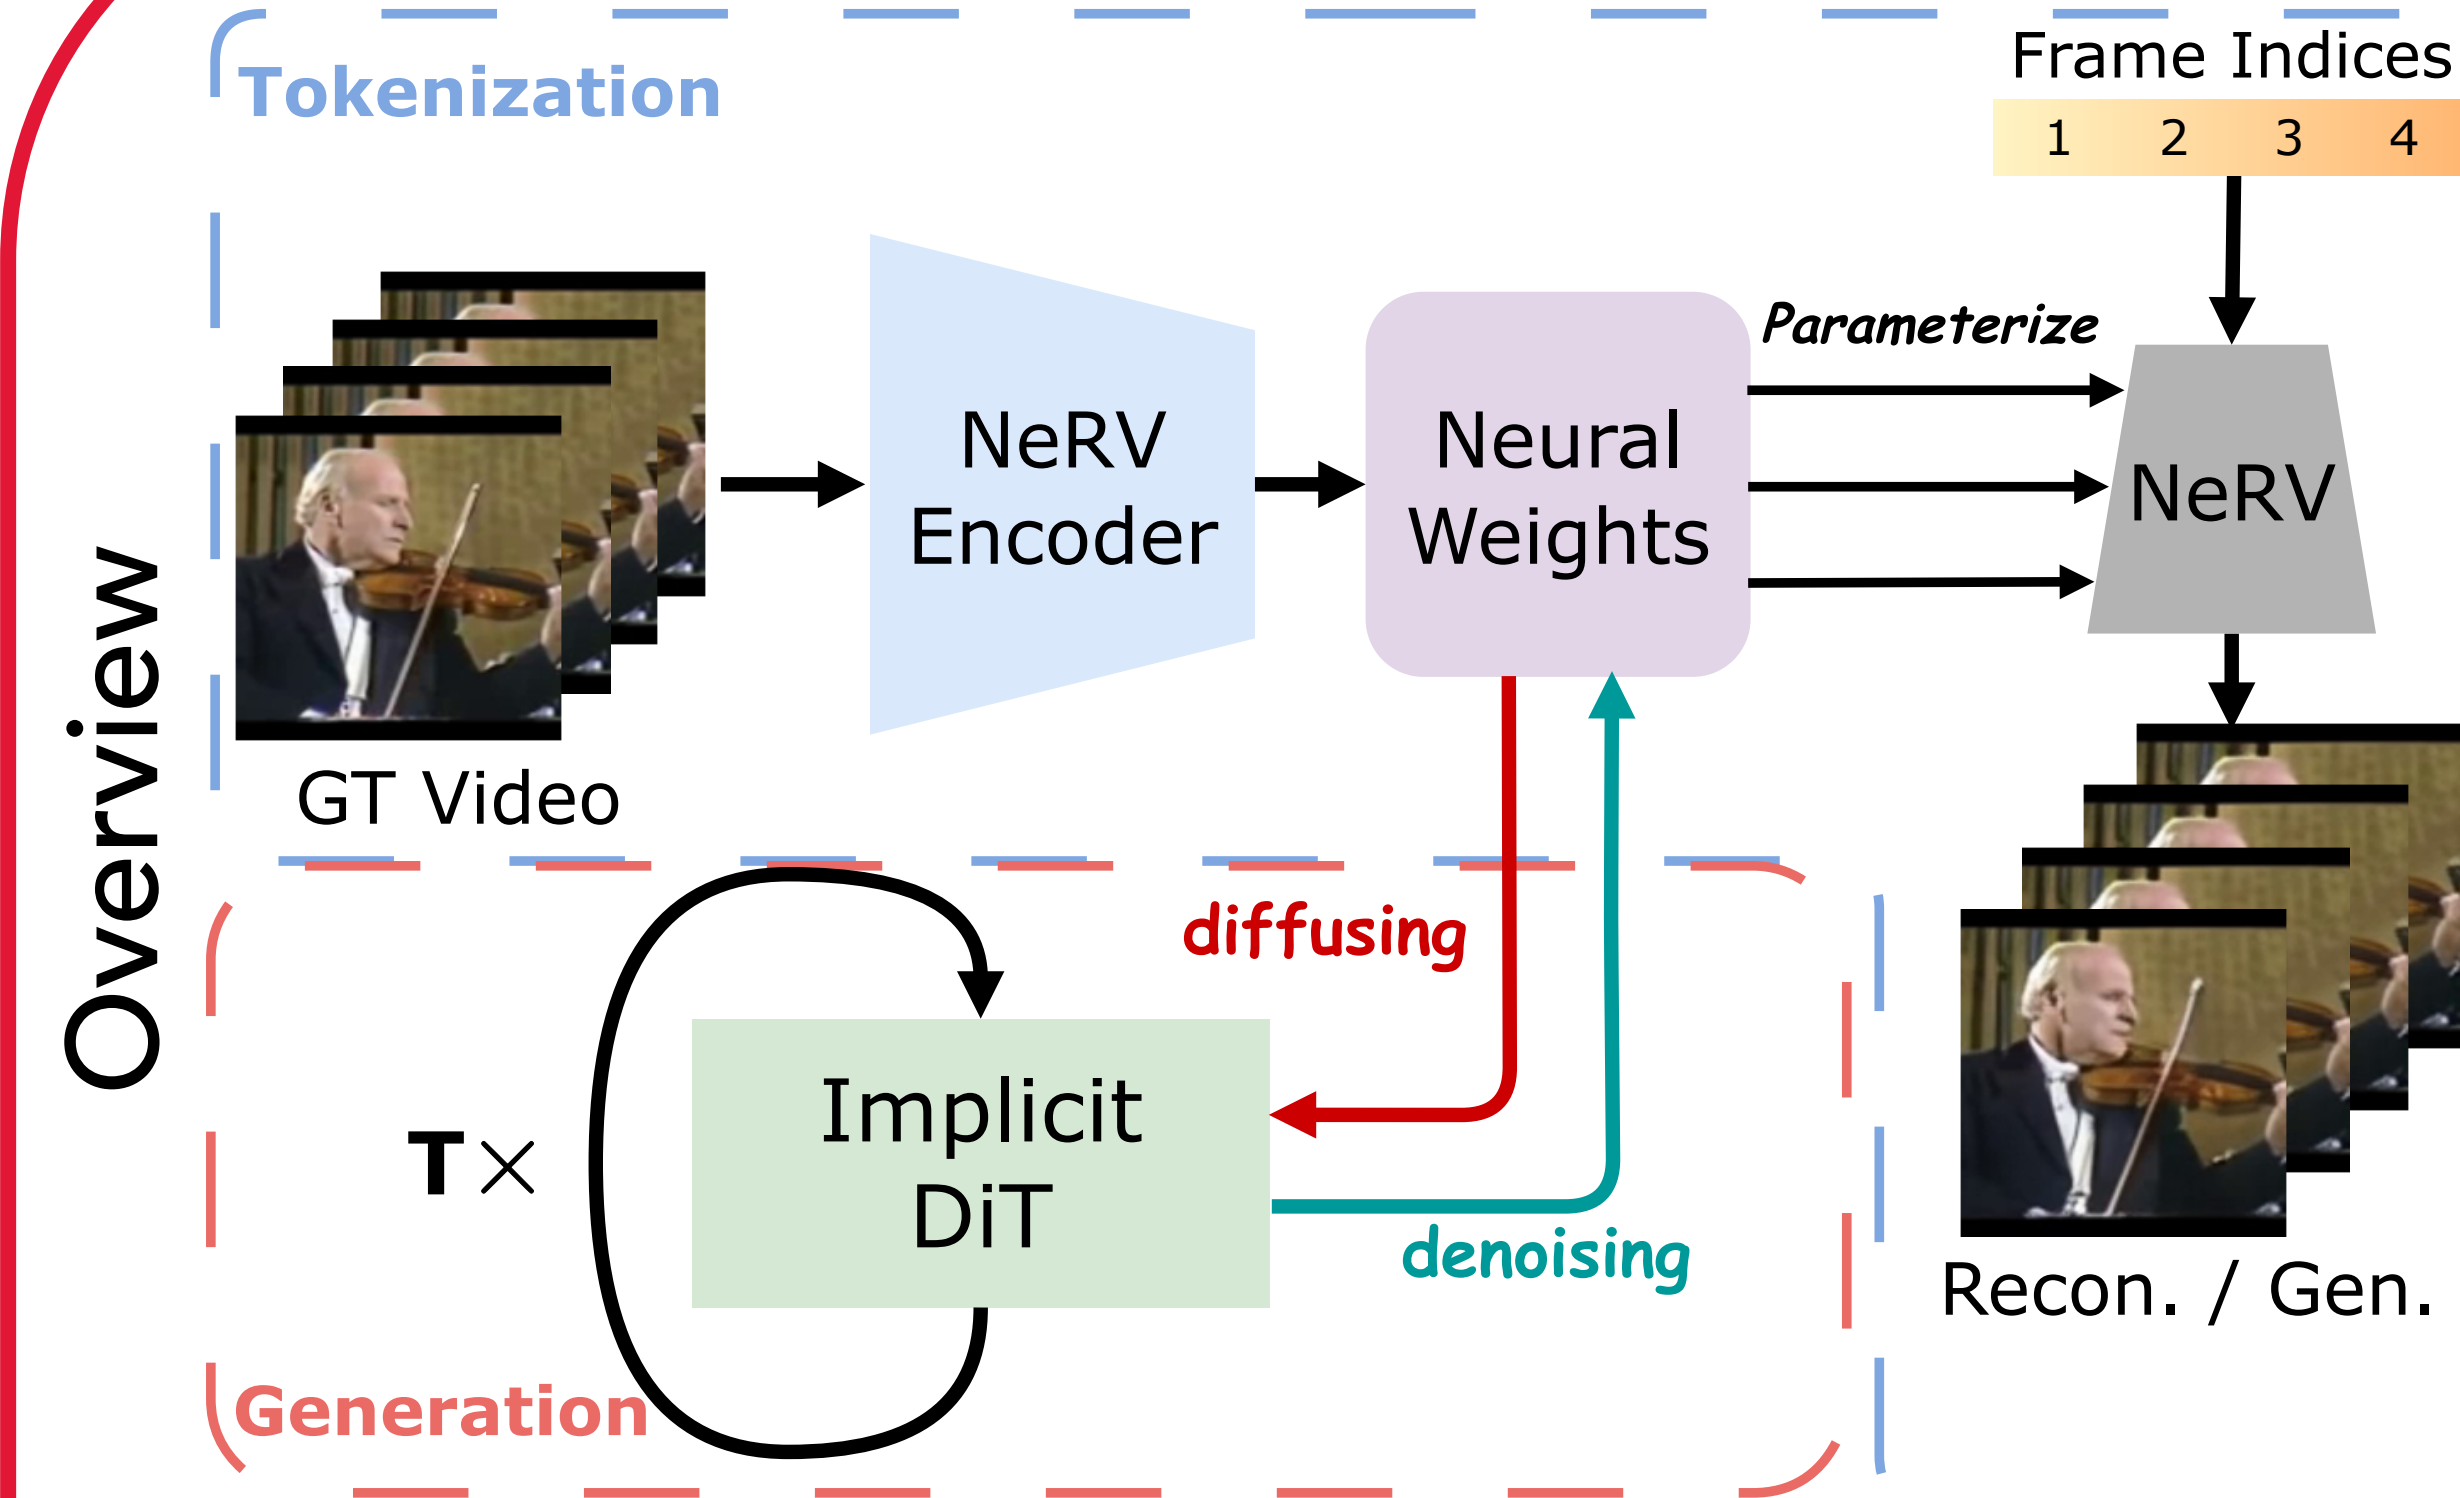 Overview
Tokenization
Frame Indices
1 2 3 4
GT Video
NeRV
Encoder
Neural
Weights
Parameterize
NeRV
Recon. / Gen.
diffusing
denoising
T×
Implicit
DiT
Generation